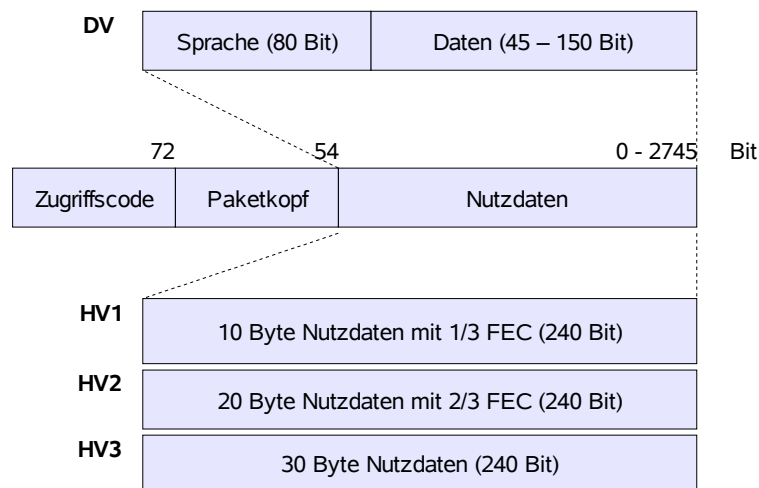 DV
Sprache (80 Bit) Daten (45 – 150 Bit)
72 54 0 - 2745 Bit
Zugriffscode Paketkopf Nutzdaten
HV1
10 Byte Nutzdaten mit 1/3 FEC (240 Bit)
HV2
20 Byte Nutzdaten mit 2/3 FEC (240 Bit)
HV3
30 Byte Nutzdaten (240 Bit)